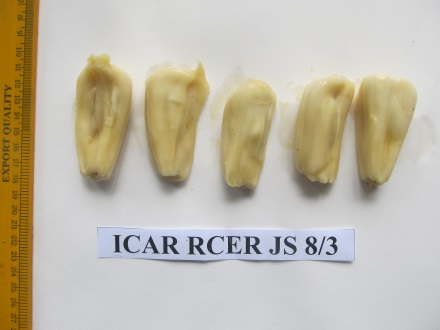 EXPORT QUALITY
ICAR RCER JS 8/3